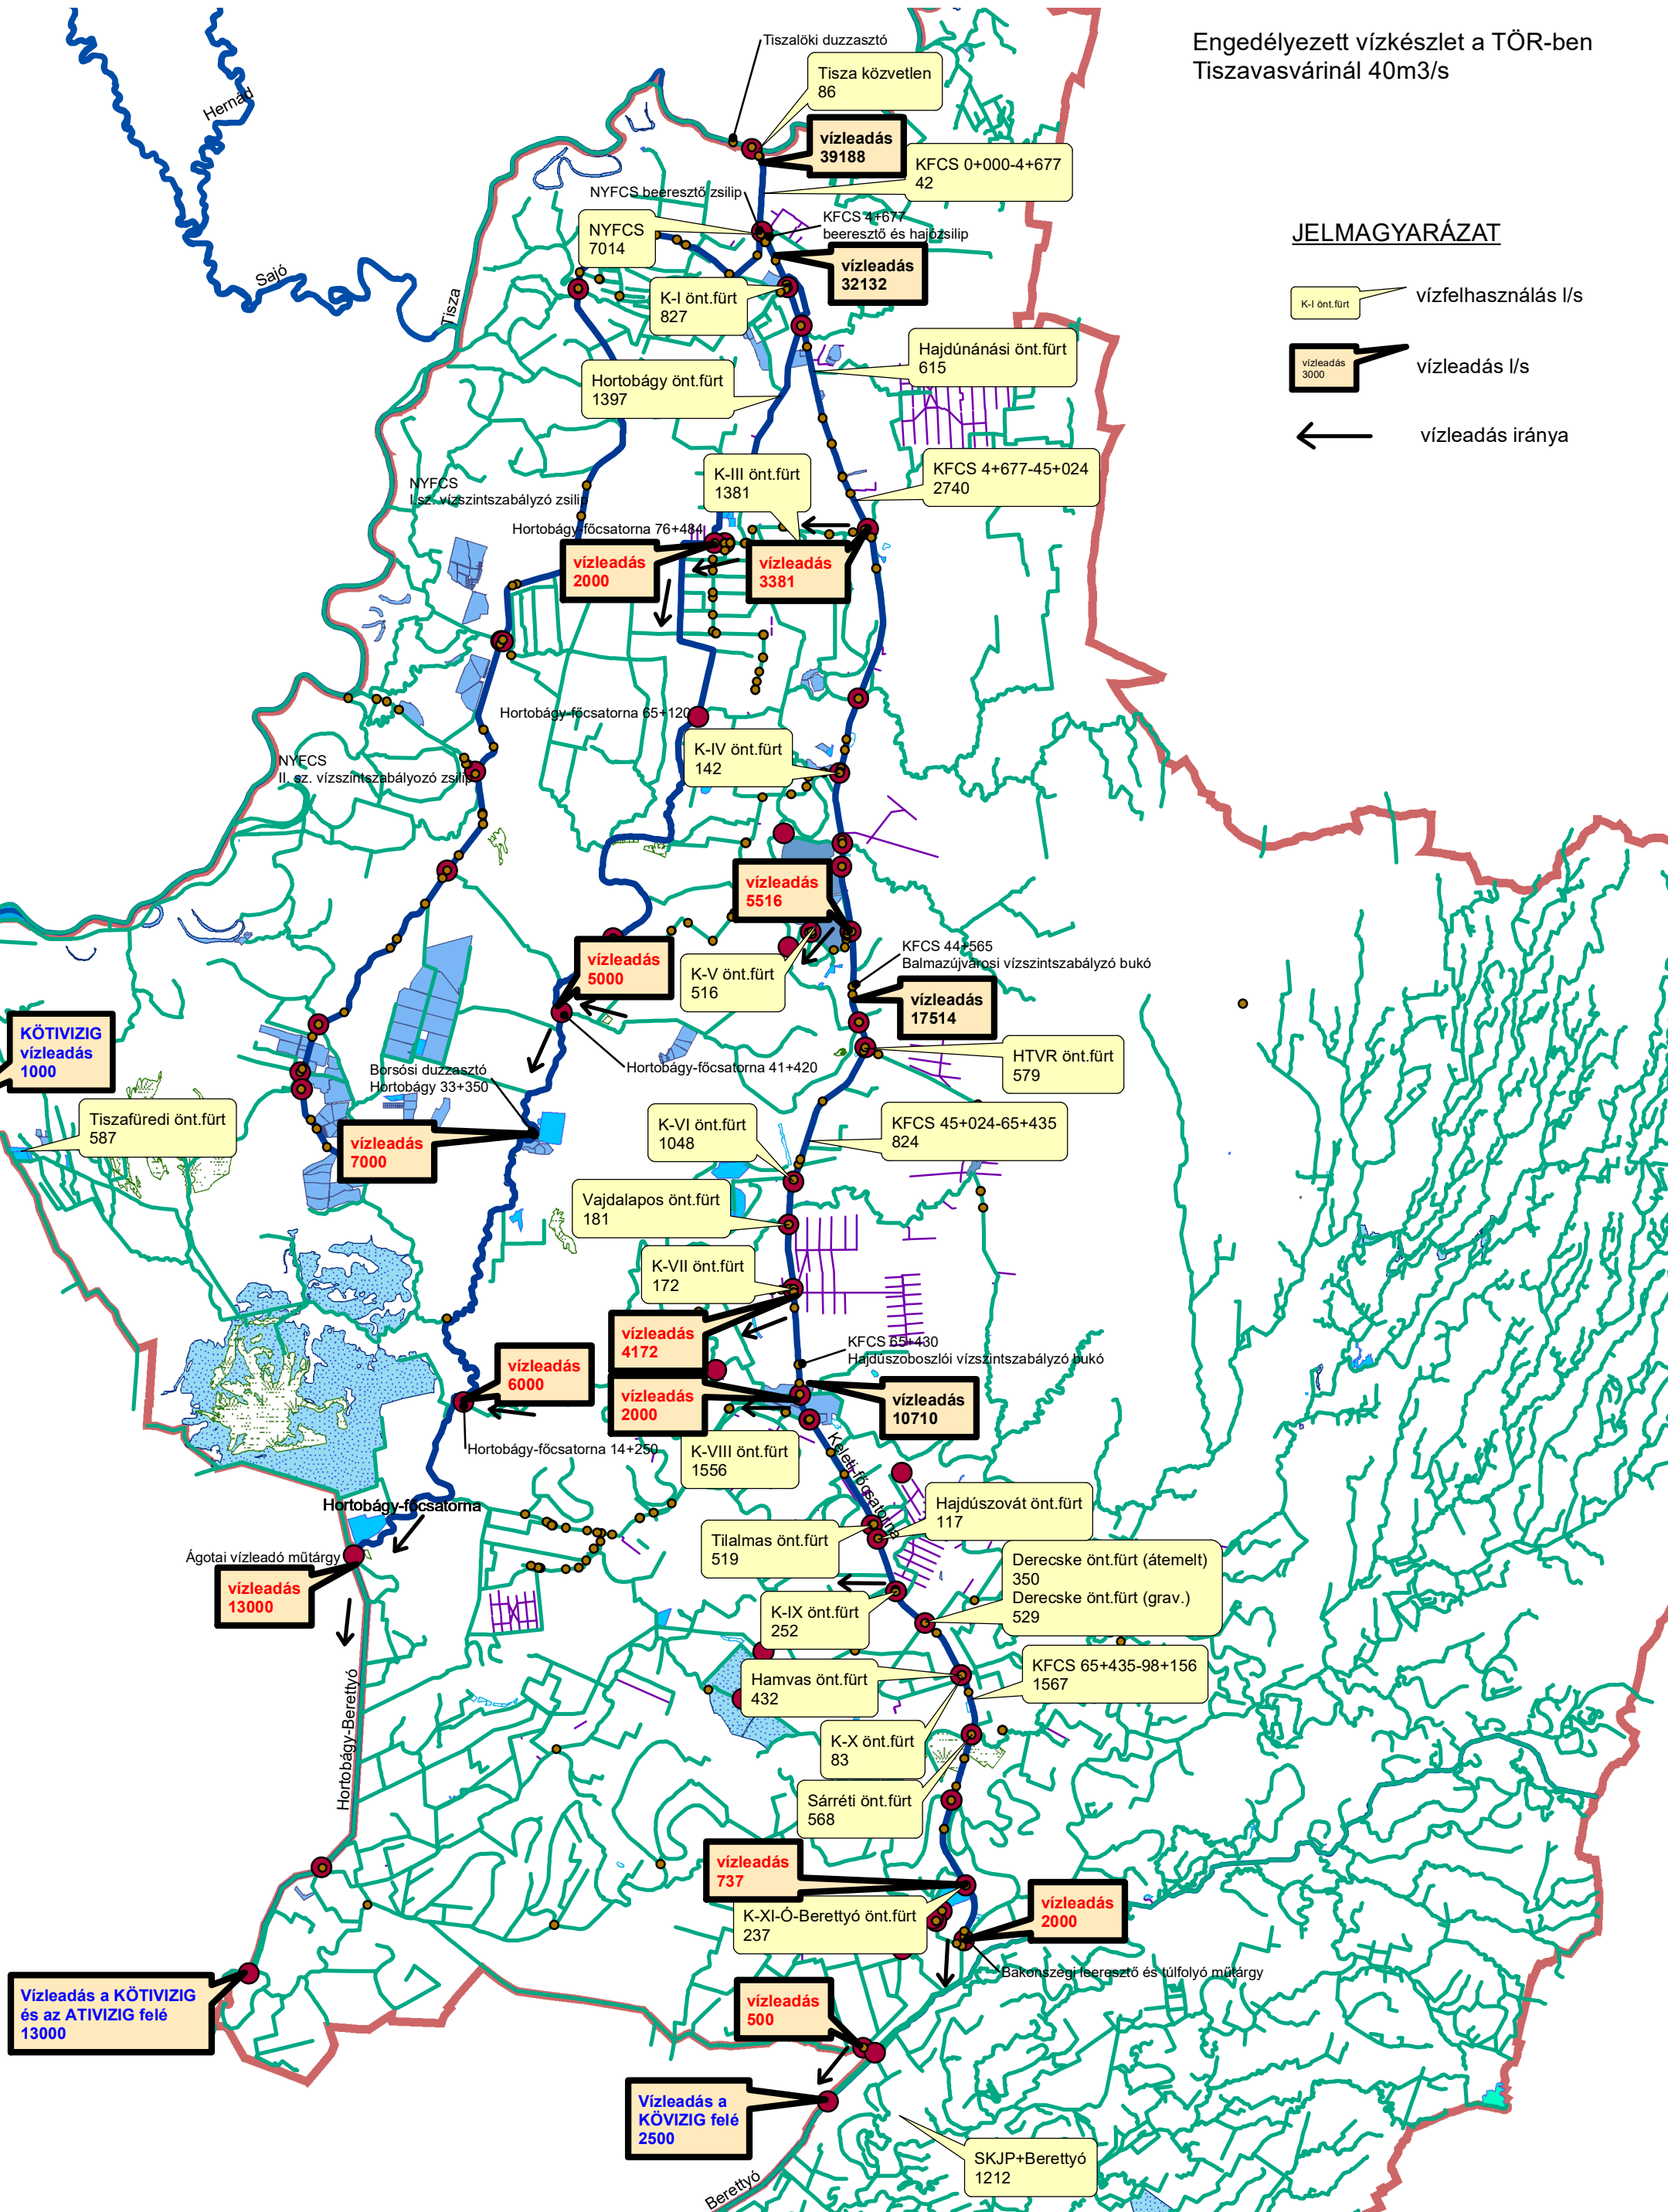 Engedélyezett vízkészlet a TÖR-ben
Tiszavasvárinál 40m3/s
JELMAGYARÁZAT
K-I önt.fürt
vízfelhasználás l/s
vízleadás
3000
vízleadás l/s
vízleadás iránya
Hernád
Sajó
Tisza
Tiszalöki duzzasztó
Tisza közvetlen
86
vízleadás
39188
KFCS 0+000-4+677
42
NYFCS beeresztő zsilip
NYFCS
7014
KFCS 4+677
beeresztő és hajózsilip
vízleadás
32132
K-I önt.fürt
827
Hajdúnánási önt.fürt
615
Hortobágy önt.fürt
1397
K-III önt.fürt
1381
KFCS 4+677-45+024
2740
NYFCS
I.sz. vízszintszabályzó zsilip
Hortobágy-főcsatorna 76+484
vízleadás
2000
vízleadás
3381
Hortobágy-főcsatorna 65+120
K-IV önt.fürt
142
NYFCS
II. sz. vízszintszabályozó zsilip
vízleadás
5516
vízleadás
5000
K-V önt.fürt
516
KFCS 44+565
Balmazújvárosi vízszintszabályzó bukó
vízleadás
17514
KÖTIVIZIG
vízleadás
1000
HTVR önt.fürt
579
Borsósi duzzasztó
Hortobágy 33+350
Hortobágy-főcsatorna 41+420
Tiszafüredi önt.fürt
587
vízleadás
7000
K-VI önt.fürt
1048
KFCS 45+024-65+435
824
Vajdalapos önt.fürt
181
K-VII önt.fürt
172
vízleadás
4172
KFCS 65+430
Hajdúszoboszlói vízszintszabályzó bukó
vízleadás
6000
vízleadás
2000
vízleadás
10710
Hortobágy-főcsatorna 14+250
K-VIII önt.fürt
1556
Keleti-főcsatorna
Hortobágy-főcsatorna
Hajdúszovát önt.fürt
117
Tilalmas önt.fürt
519
Ágotai vízleadó műtárgy
vízleadás
13000
Derecske önt.fürt (átemelt)
350
Derecske önt.fürt (grav.)
529
K-IX önt.fürt
252
Hamvas önt.fürt
432
KFCS 65+435-98+156
1567
Hortobágy-Berettyó
K-X önt.fürt
83
Sárréti önt.fürt
568
vízleadás
737
K-XI-Ó-Berettyó önt.fürt
237
vízleadás
2000
Bakonszegi leeresztő és túlfolyó műtárgy
Vízleadás a KÖTIVIZIG
és az ATIVIZIG felé
13000
vízleadás
500
Vízleadás a
KÖVIZIG felé
2500
SKJP+Berettyó
1212
Berettyó